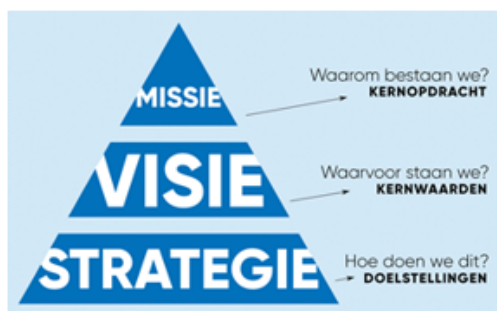 MISSIE
Waarom bestaan we?
KERNOPDRACHT
VISIE
Waarvoor staan we?
KERNWAARDEN
STRATEGIE
Hoe doen we dit?
DOELSTELLINGEN